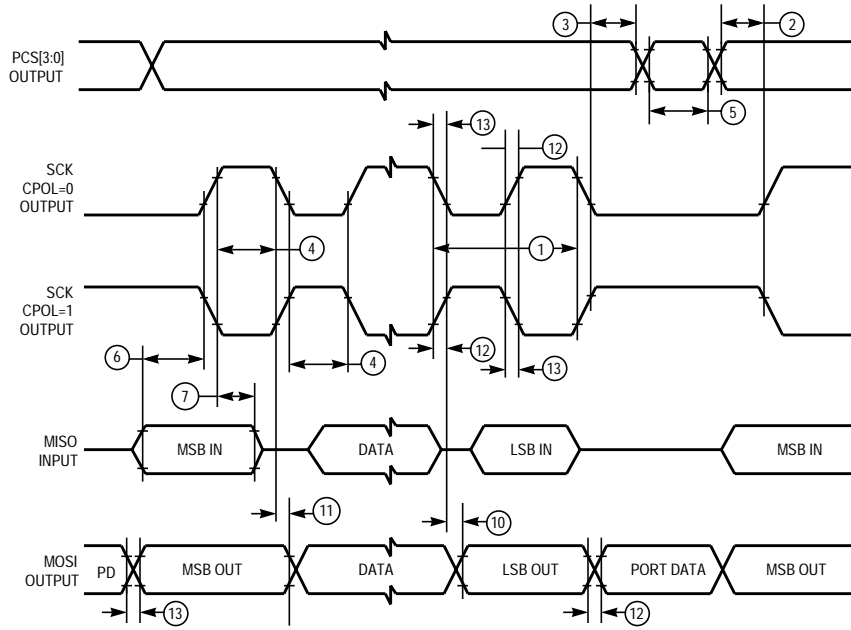 3
2
PCS[3:0]
OUTPUT
5
13
12
SCK
CPOL=0
OUTPUT
4
1
SCK
CPOL=1
OUTPUT
6
4
12
13
7
MISO
INPUT
MSB IN
DATA
LSB IN
MSB IN
11
10
MOSI
OUTPUT
PD
MSB OUT
DATA
LSB OUT
PORT DATA
MSB OUT
13
12